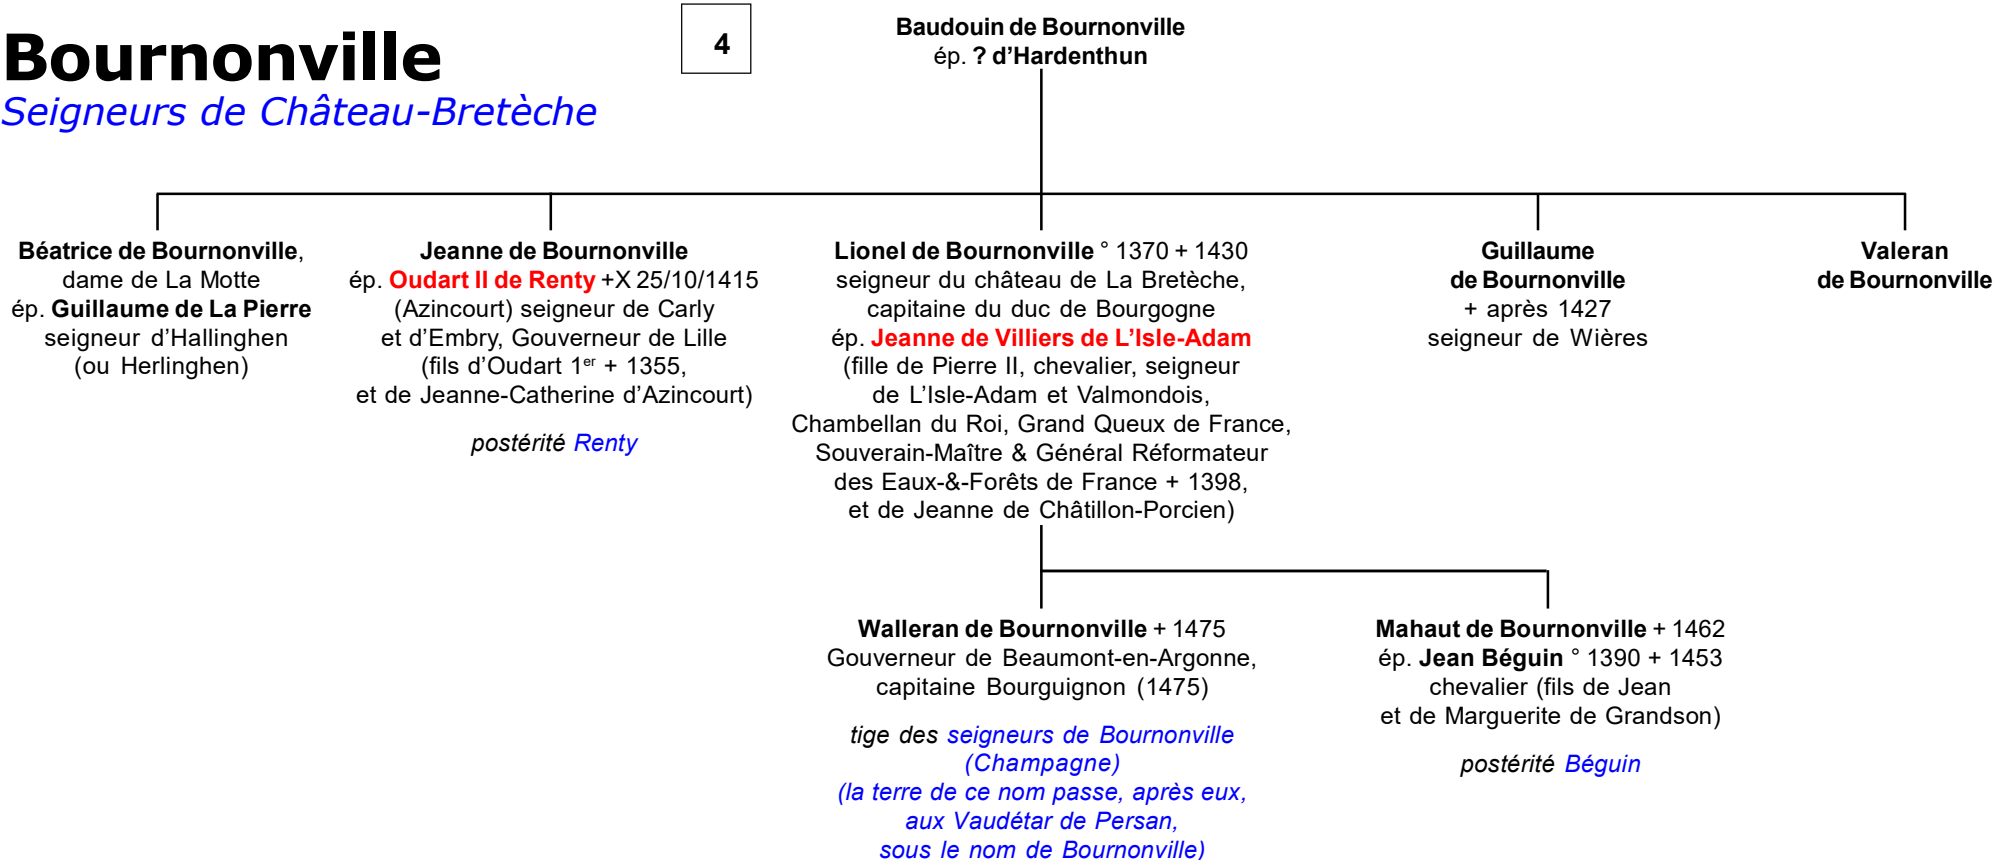 Bournonville
Seigneurs de Château-Bretèche
4
Baudouin de Bournonville
ép. ? d’Hardenthun
Béatrice de Bournonville,
dame de La Motte
ép. Guillaume de La Pierre
seigneur d’Hallinghen
(ou Herlinghen)
Jeanne de Bournonville
ép. Oudart II de Renty +X 25/10/1415
(Azincourt) seigneur de Carly
et d’Embry, Gouverneur de Lille
(fils d’Oudart 1er + 1355,
et de Jeanne-Catherine d’Azincourt)
postérité Renty
Lionel de Bournonville ° 1370 + 1430
seigneur du château de La Bretèche,
capitaine du duc de Bourgogne
ép. Jeanne de Villiers de L’Isle-Adam
(fille de Pierre II, chevalier, seigneur
de L’Isle-Adam et Valmondois,
Chambellan du Roi, Grand Queux de France,
Souverain-Maître & Général Réformateur
des Eaux-&-Forêts de France + 1398,
et de Jeanne de Châtillon-Porcien)
Guillaume
de Bournonville
+ après 1427
seigneur de Wières
Valeran
de Bournonville
Walleran de Bournonville + 1475
Gouverneur de Beaumont-en-Argonne,
capitaine Bourguignon (1475)
tige des seigneurs de Bournonville
(Champagne)
(la terre de ce nom passe, après eux,
aux Vaudétar de Persan,
sous le nom de Bournonville)
Mahaut de Bournonville + 1462
ép. Jean Béguin ° 1390 + 1453
chevalier (fils de Jean
et de Marguerite de Grandson)
postérité Béguin